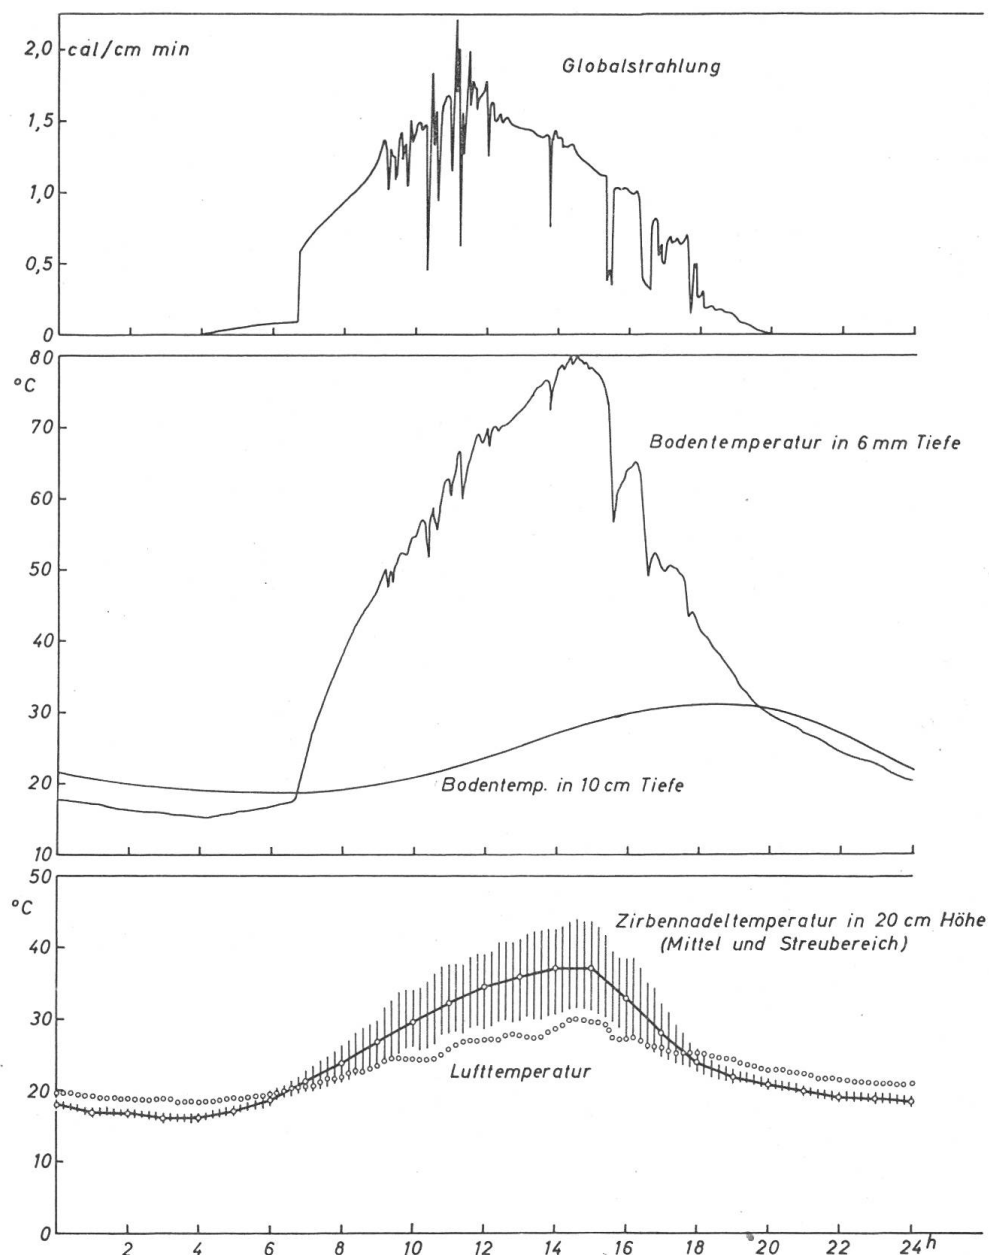 2,0 cal/cm min
Globalstrahlung
1,5
1,0
0,5
0
80
°C
70
Bodentemperatur in 6 mm Tiefe
60
50
40
30
20
Bodentemp. in 10 cm Tiefe
10
50
°C
Zirbennadeltemperatur in 20 cm Höhe
40
(Mittel und Streubereich)
30
Lufttemperatur
20
10
0
2 4 6 8 10 12 14 16 18 20 22 24h